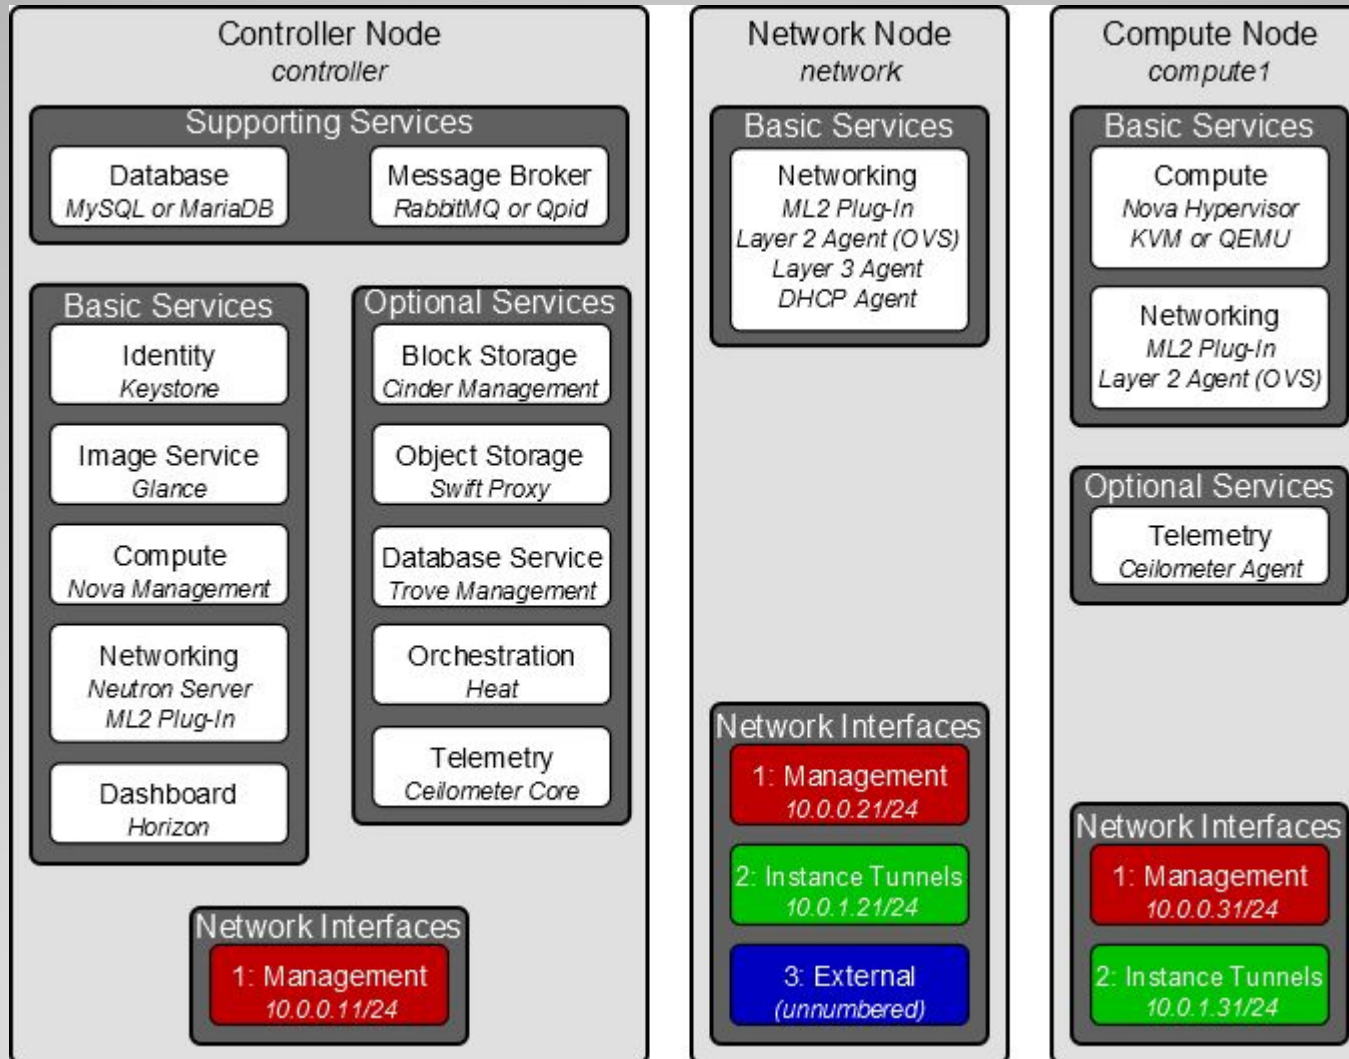 Controller Node
controller
Supporting Services
Database
MySQL or MariaDB
Message Broker
RabbitMQ or Qpid
Basic Services
Identity
Keystone
Image Service
Glance
Compute
Nova Management
Networking
Neutron Server
ML2 Plug-In
Dashboard
Horizon
Optional Services
Block Storage
Cinder Management
Object Storage
Swift Proxy
Database Service
Trove Management
Orchestration
Heat
Telemetry
Ceilometer Core
Network Interfaces
1: Management
10.0.0.11/24
Network Node
network
Basic Services
Networking
ML2 Plug-In
Layer 2 Agent (OVS)
Layer 3 Agent
DHCP Agent
Network Interfaces
1: Management
10.0.0.21/24
2: Instance Tunnels
10.0.1.21/24
3: External
(unnumbered)
Compute Node
compute1
Basic Services
Compute
Nova Hypervisor
KVM or QEMU
Networking
ML2 Plug-In
Layer 2 Agent (OVS)
Optional Services
Telemetry
Ceilometer Agent
Network Interfaces
1: Management
10.0.0.31/24
2: Instance Tunnels
10.0.1.31/24